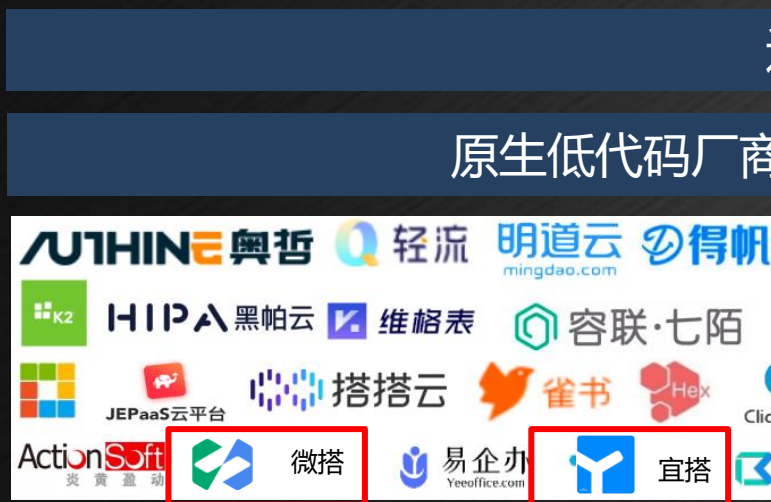 原生低代码厂商
AUTHINE 奥哲 轻流 明道云 得帆
mingdao.com
K2 HIPA 黑帕云 维格表 容联·七陌
JEPaaS云平台 搭搭云 雀书 Hex Clic
ActionSoft 微搭 易企办 宜搭
炎黄盈动 Yeeoffice.com